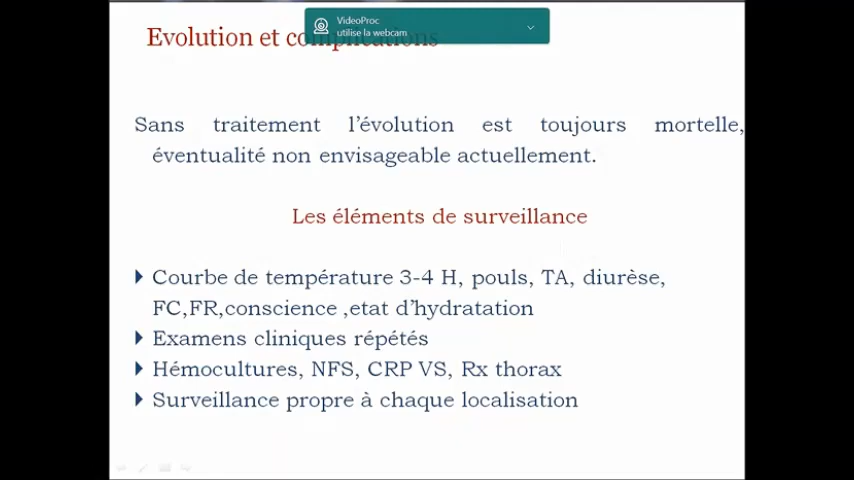 VideoProc
utilise la webcam
Evolution et complications
Sans traitement l'évolution est toujours mortelle,
éventualité non envisageable actuellement.
Les éléments de surveillance
Courbe de température 3-4 H, pouls, TA, diurèse,
FC,FR,conscience ,etat d'hydratation
Examens cliniques répétés
Hémocultures, NFS, CRP VS, Rx thorax
Surveillance propre à chaque localisation